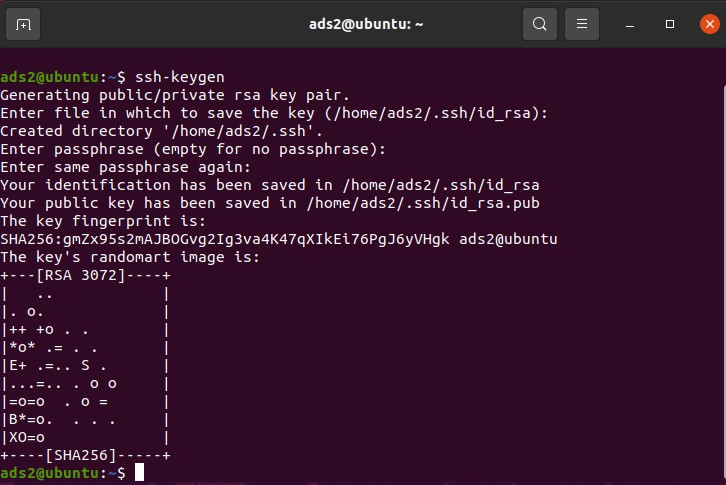 ads2@ubuntu: ~
ads2@ubuntu:~$ ssh-keygen
Generating public/private rsa key pair.
Enter file in which to save the key (/home/ads2/.ssh/id_rsa):
Created directory '/home/ads2/.ssh'.
Enter passphrase (empty for no passphrase):
Enter same passphrase again:
Your identification has been saved in /home/ads2/.ssh/id_rsa
Your public key has been saved in /home/ads2/.ssh/id_rsa.pub
The key fingerprint is:
SHA256:gmZx95s2mAJBOGvg2Ig3va4K47qXIkEi76PgJ6yVHgk ads2@ubuntu
The key's randomart image is:
+---[RSA 3072]----+
|   ..            |
|. o.             |
|++ +o . .        |
|*o* .= . .       |
|E+ .=.. S .      |
|...=.. . o o     |
|=o=o  . o =      |
|B*=o.  . . .     |
|XO=o             |
+----[SHA256]-----+
ads2@ubuntu:~$